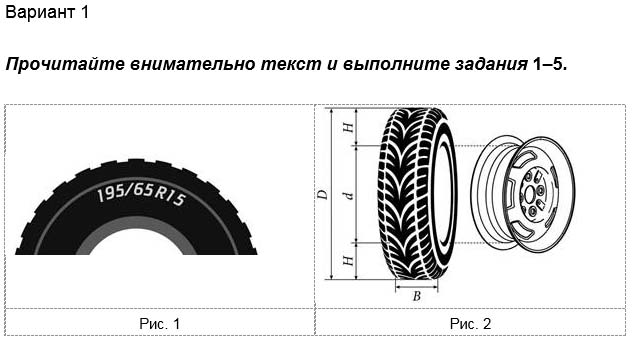 Вариант 1
Прочитайте внимательно текст и выполните задания 1–5.
195/65R15
H
D
d
H
B
Рис. 1
Рис. 2